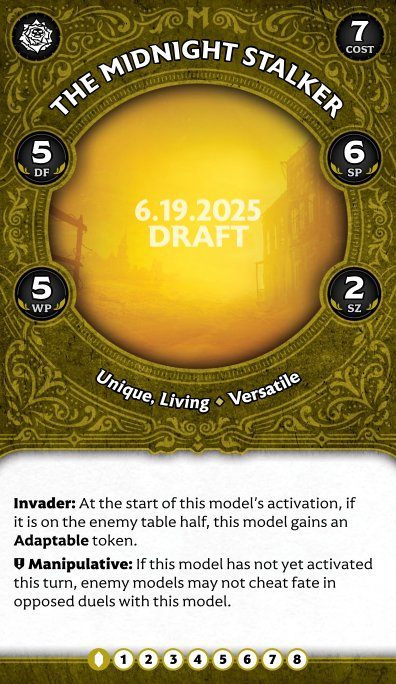 7
COST
THE MIDNIGHT STALKER
5
DF
6
SP
6.19.2025
DRAFT
5
WP
2
SZ
Unique, Living ⬥ Versatile
Invader: At the start of this model's activation, if
it is on the enemy table half, this model gains an
Adaptable token.
Manipulative: If this model has not yet activated
this turn, enemy models may not cheat fate in
opposed duels with this model.
1 2 3 4 5 6 7 8